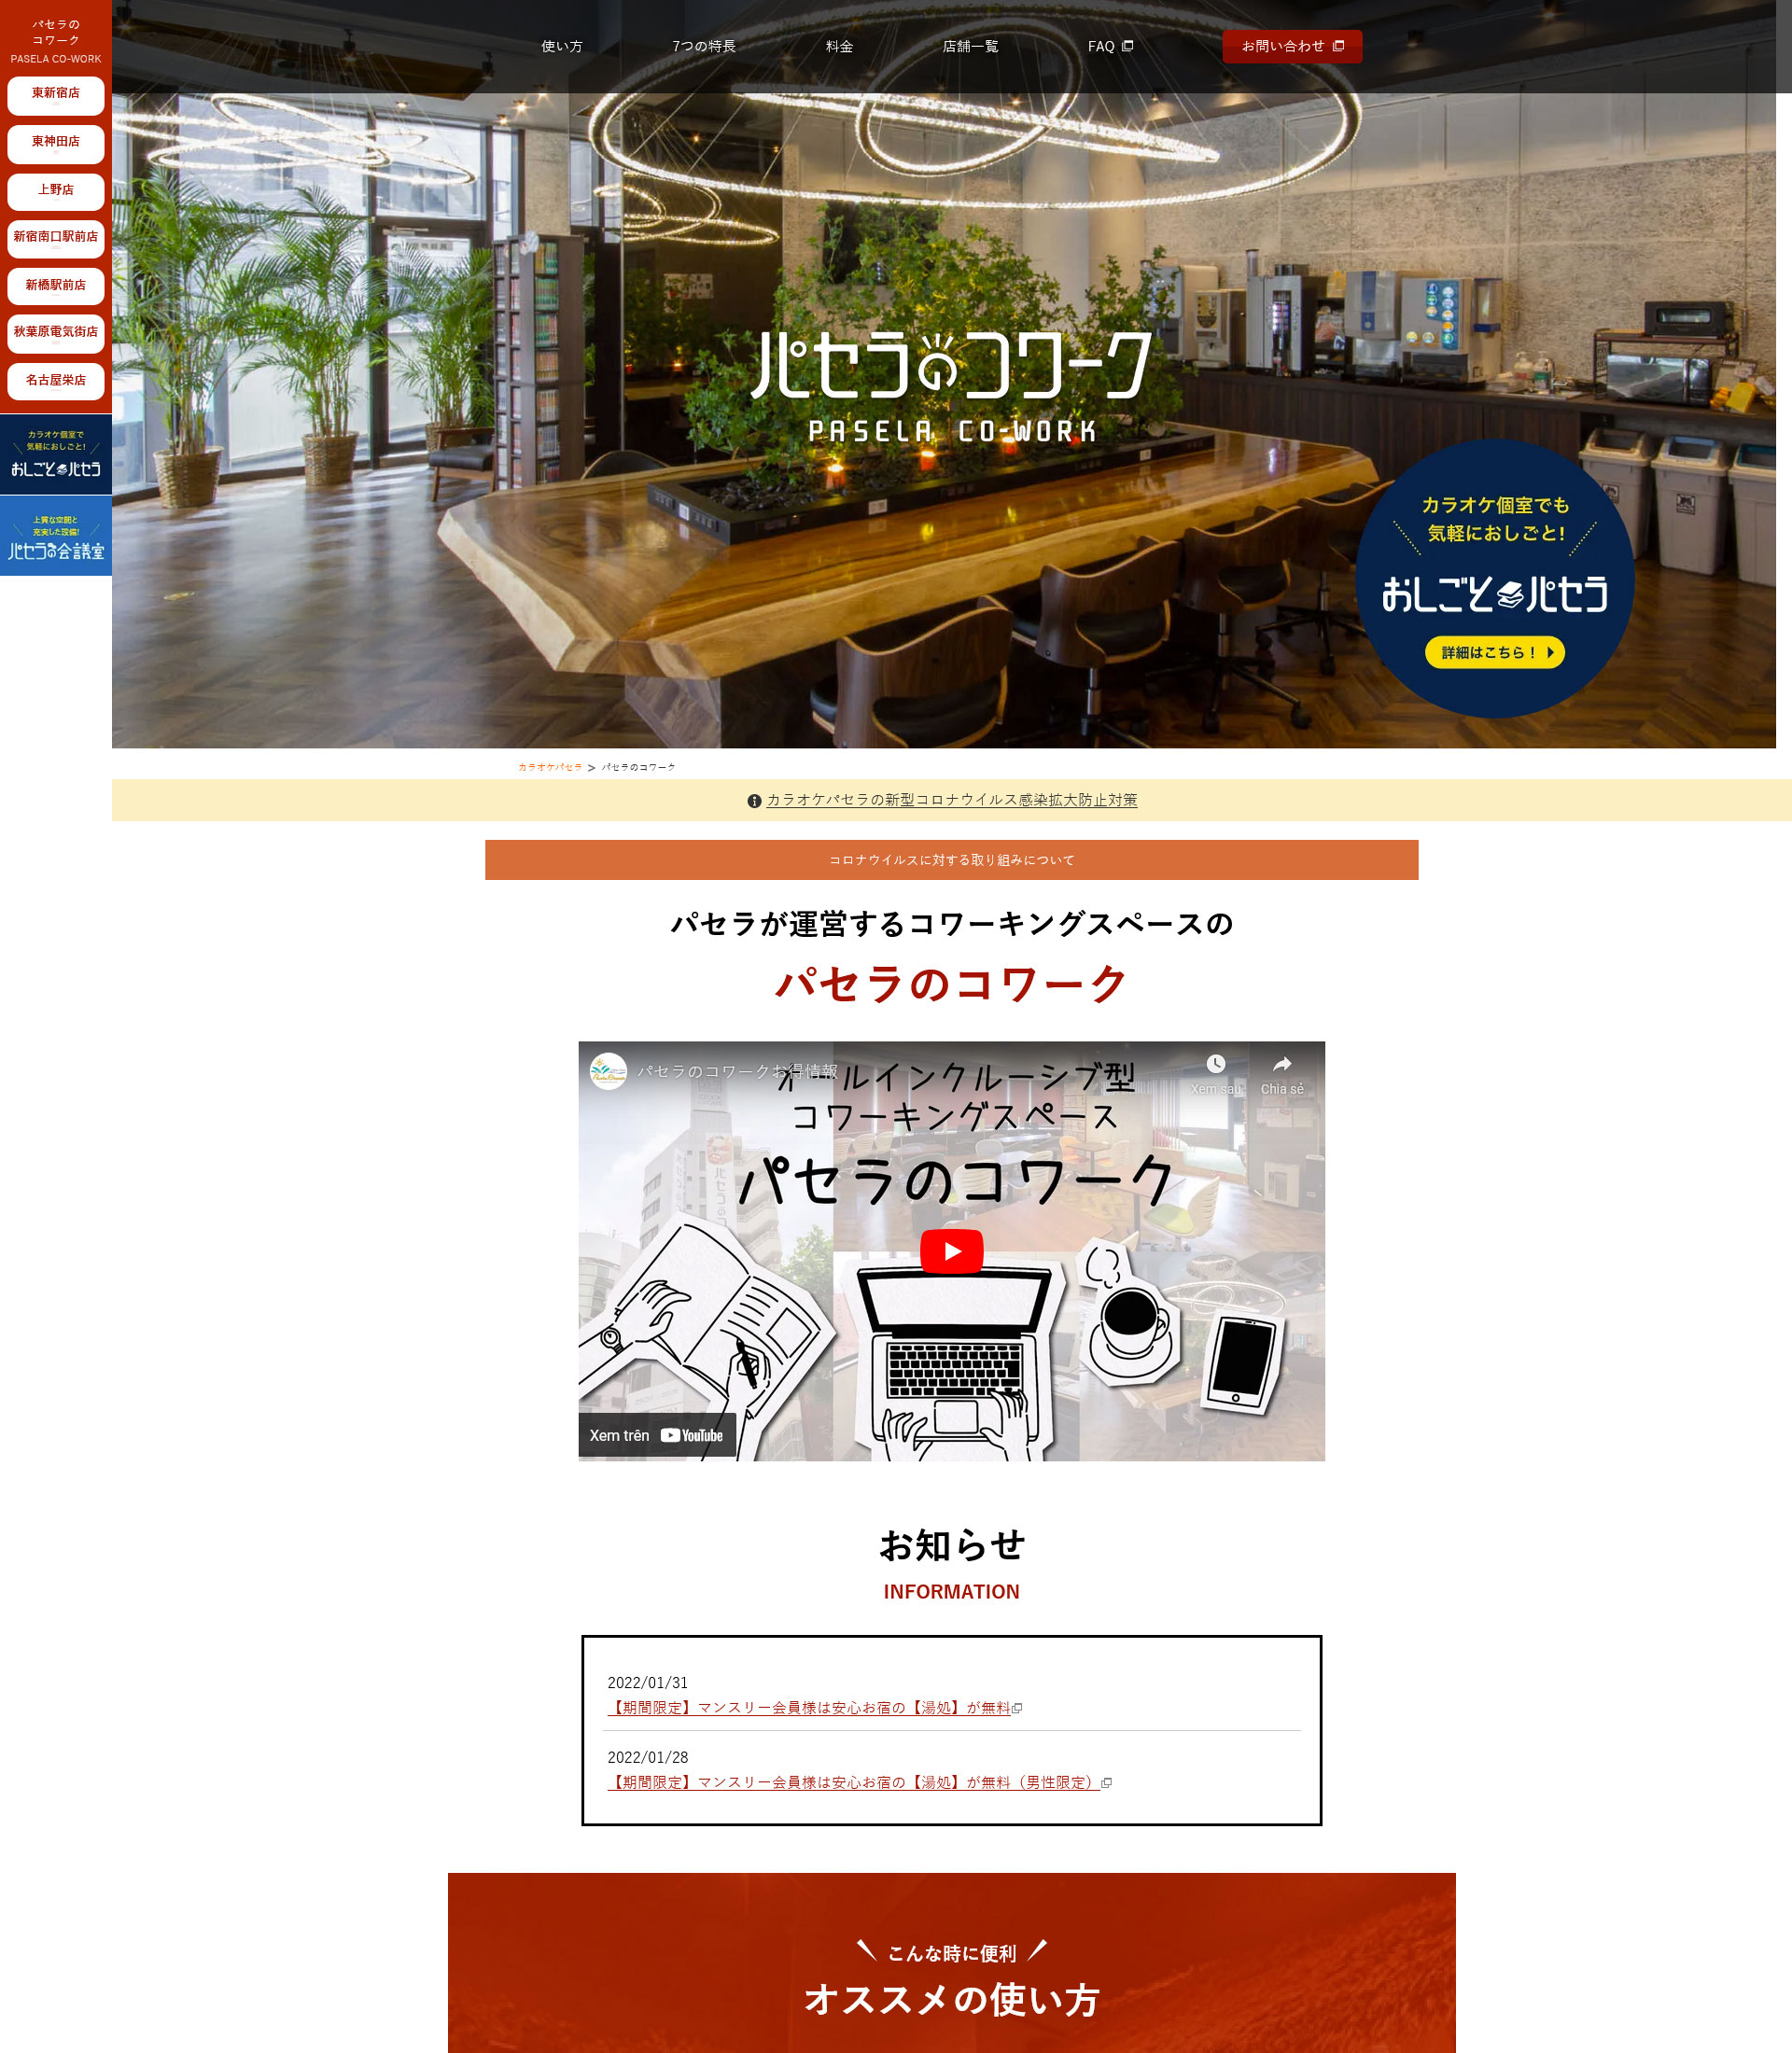 パセラの
コワーク
PASELA CO-WORK
東新宿店
東神田店
上野店
新宿南口駅前店
新橋駅前店
秋葉原電気街店
名古屋栄店
カラオケ個室で
気軽におしごと!
おしごとパセラ
上質な空間と
充実した設備!
パセラの会議室
使い方
7つの特長
料金
店舗一覧
FAQ
お問い合わせ
パセラのコワーク
PASELA CO-WORK
カラオケ個室でも
気軽におしごと!
おしごとパセラ
詳細はこちら！
カラオケパセラ > パセラのコワーク
カラオケパセラの新型コロナウイルス感染拡大防止対策
コロナウイルスに対する取り組みについて
パセラが運営するコワーキングスペースの
パセラのコワーク
パセラのコワークお得情報
Xem sau
Chia sẻ
オールインクルーシブ型
コワーキングスペース
パセラのコワーク
Xem trên YouTube
お知らせ
INFORMATION
2022/01/31
【期間限定】マンスリー会員様は安心お宿の【湯処】が無料
2022/01/28
【期間限定】マンスリー会員様は安心お宿の【湯処】が無料（男性限定）
こんな時に便利
オススメの使い方